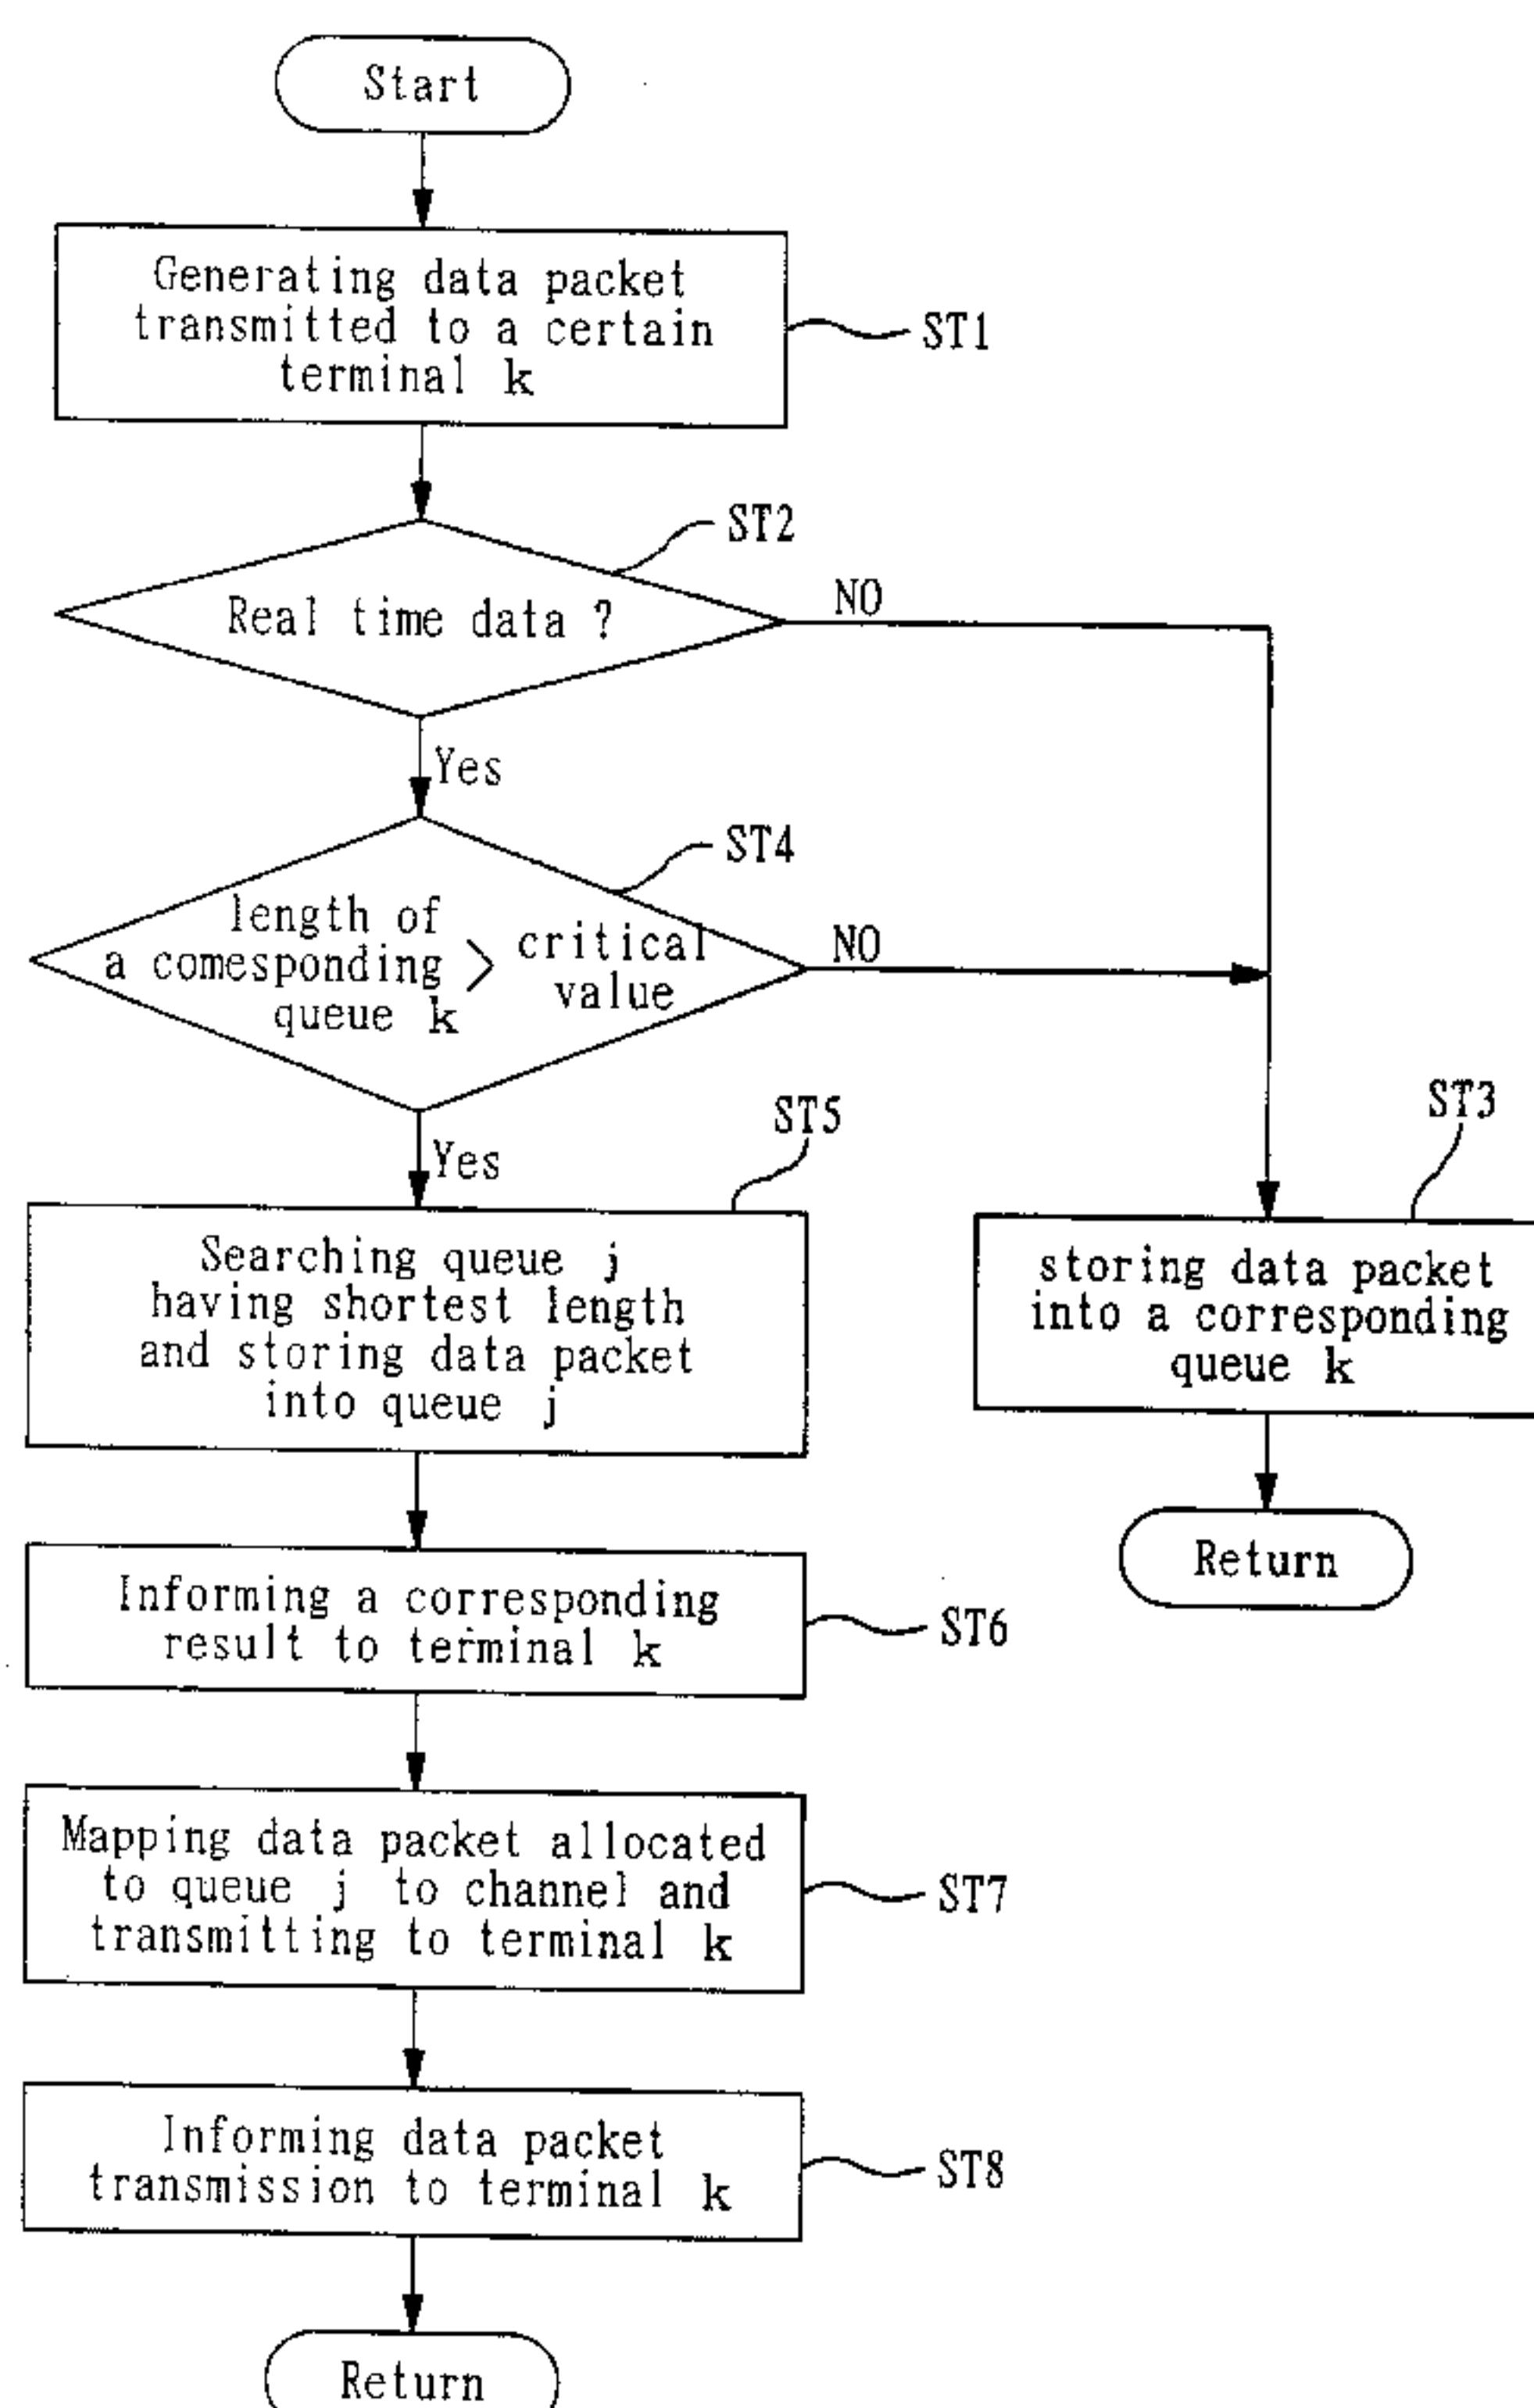 Start
Generating data packet
transmitted to a certain
terminal k
ST1
ST2
Real time data ?
NO
Yes
ST4
length of
a comesponding
queue k
>
critical
value
NO
Yes
ST5
Searching queue j
having shortest length
and storing data packet
into queue j
ST3
storing data packet
into a corresponding
queue k
Return
Informing a corresponding
result to terminal k
ST6
Mapping data packet allocated
to queue j to channel and
transmitting to terminal k
ST7
Informing data packet
transmission to terminal k
ST8
Return